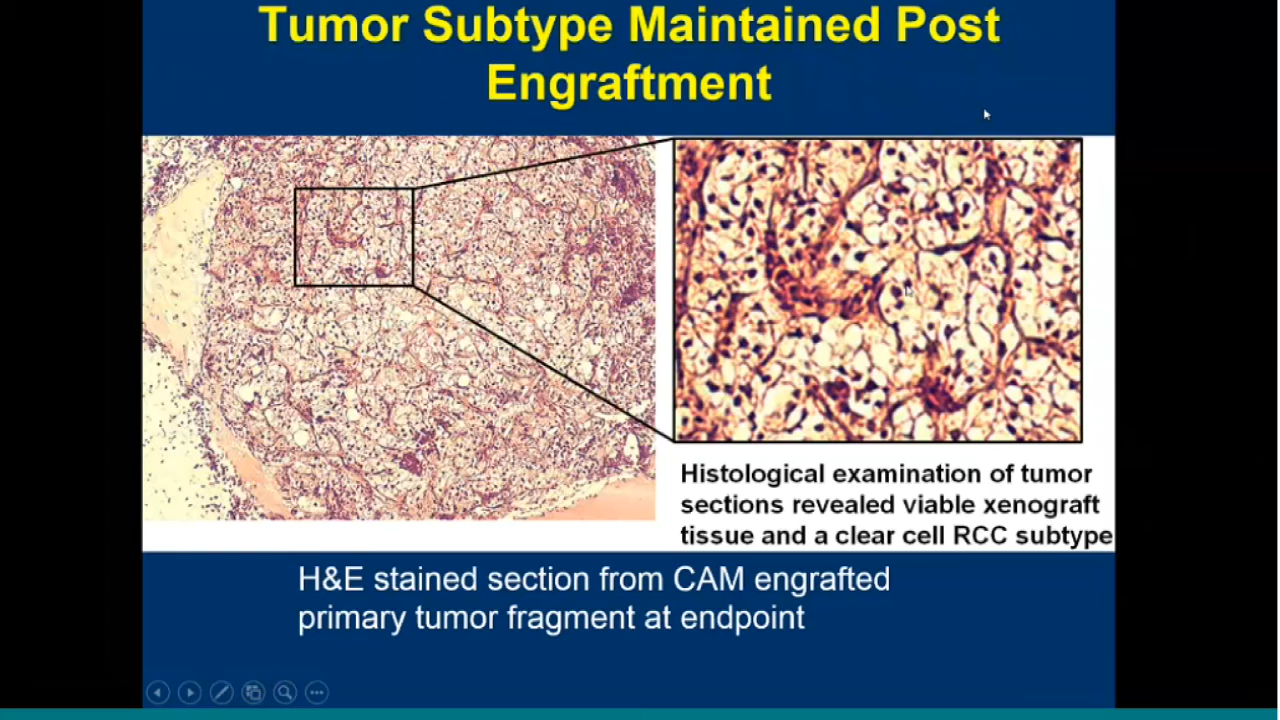 Tumor Subtype Maintained Post
Engraftment
Histological examination of tumor
sections revealed viable xenograft
tissue and a clear cell RCC subtype
H&E stained section from CAM engrafted
primary tumor fragment at endpoint